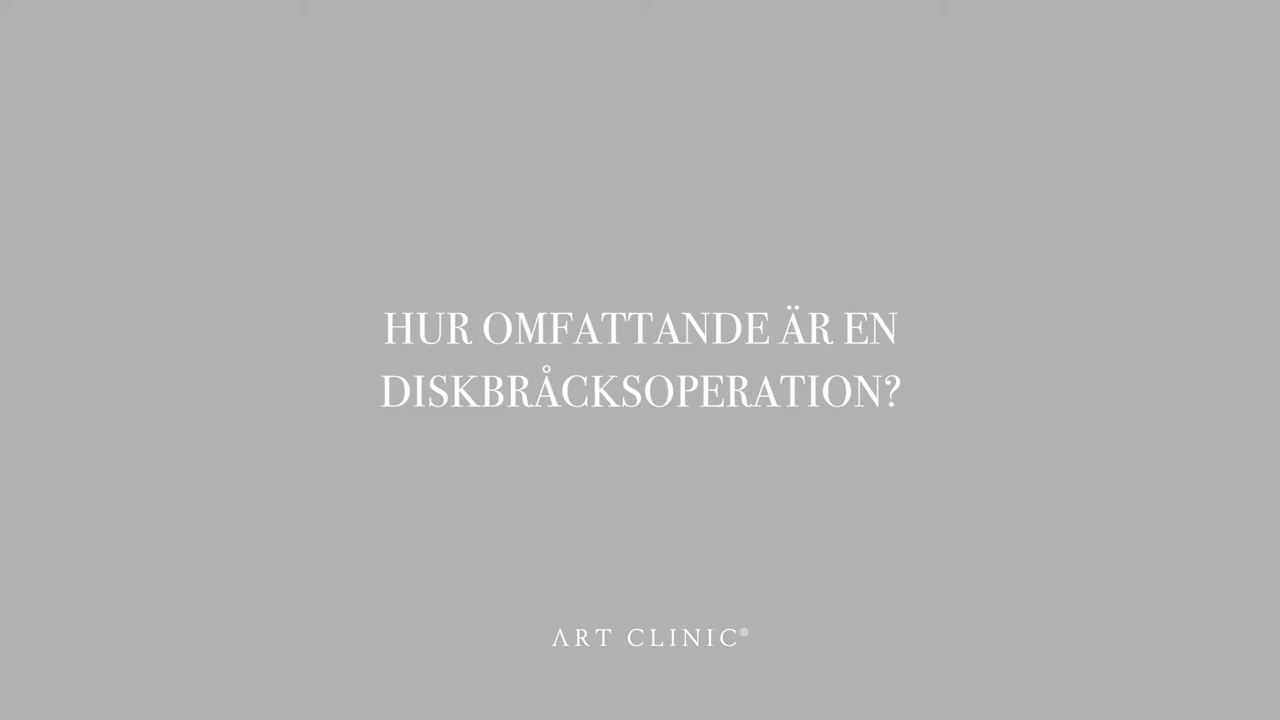 HUR OMFATTANDE ÄR EN
DISKBRÅCKSOPERATION?
ART CLINIC®